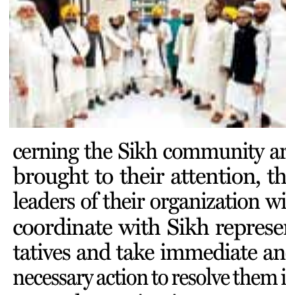 cerning the Sikh community ar
brought to their attention, th
leaders of their organization wi
coordinate with Sikh represen
tatives and take immediate an
necessary action to resolve them i